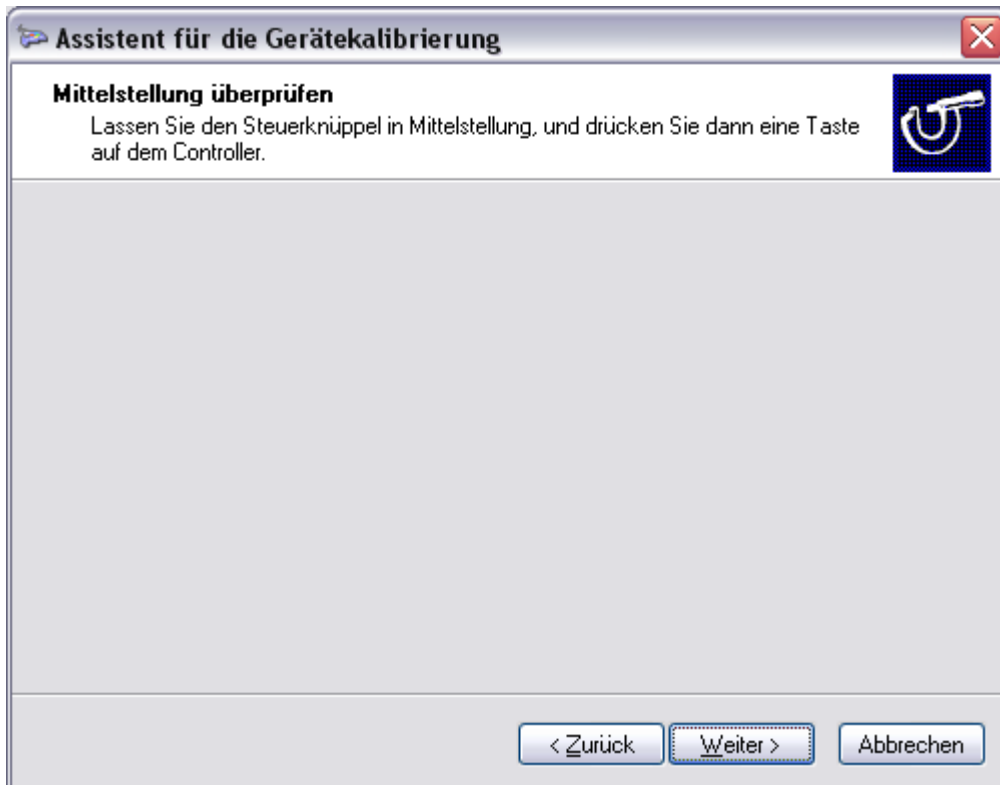 Assistent für die Gerätekalibrierung
Mittelstellung überprüfen
Lassen Sie den Steuerknüppel in Mittelstellung, und drücken Sie dann eine Taste
auf dem Controller.
< Zurück
Weiter >
Abbrechen